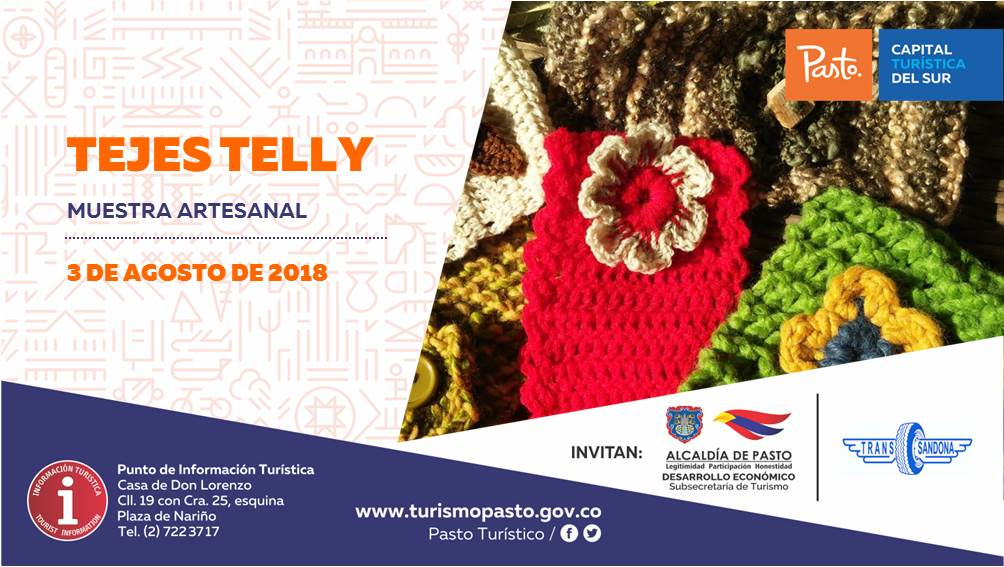 Pasto.
CAPITAL
TURÍSTICA
DEL SUR
TEJES TELLY
MUESTRA ARTESANAL
3 DE AGOSTO DE 2018
INVITAN:
ALCALDÍA DE PASTO
Legitimidad Participación Honestidad
DESARROLLO ECONÓMICO
Subsecretaría de Turismo
TRANS SANDONA
INFORMACIÓN TURÍSTICA
i
TOURIST INFORMATION
Punto de Información Turística
Casa de Don Lorenzo
Cll. 19 con Cra. 25, esquina
Plaza de Nariño
Tel. (2) 7223717
www.turismopasto.gov.co
Pasto Turístico /